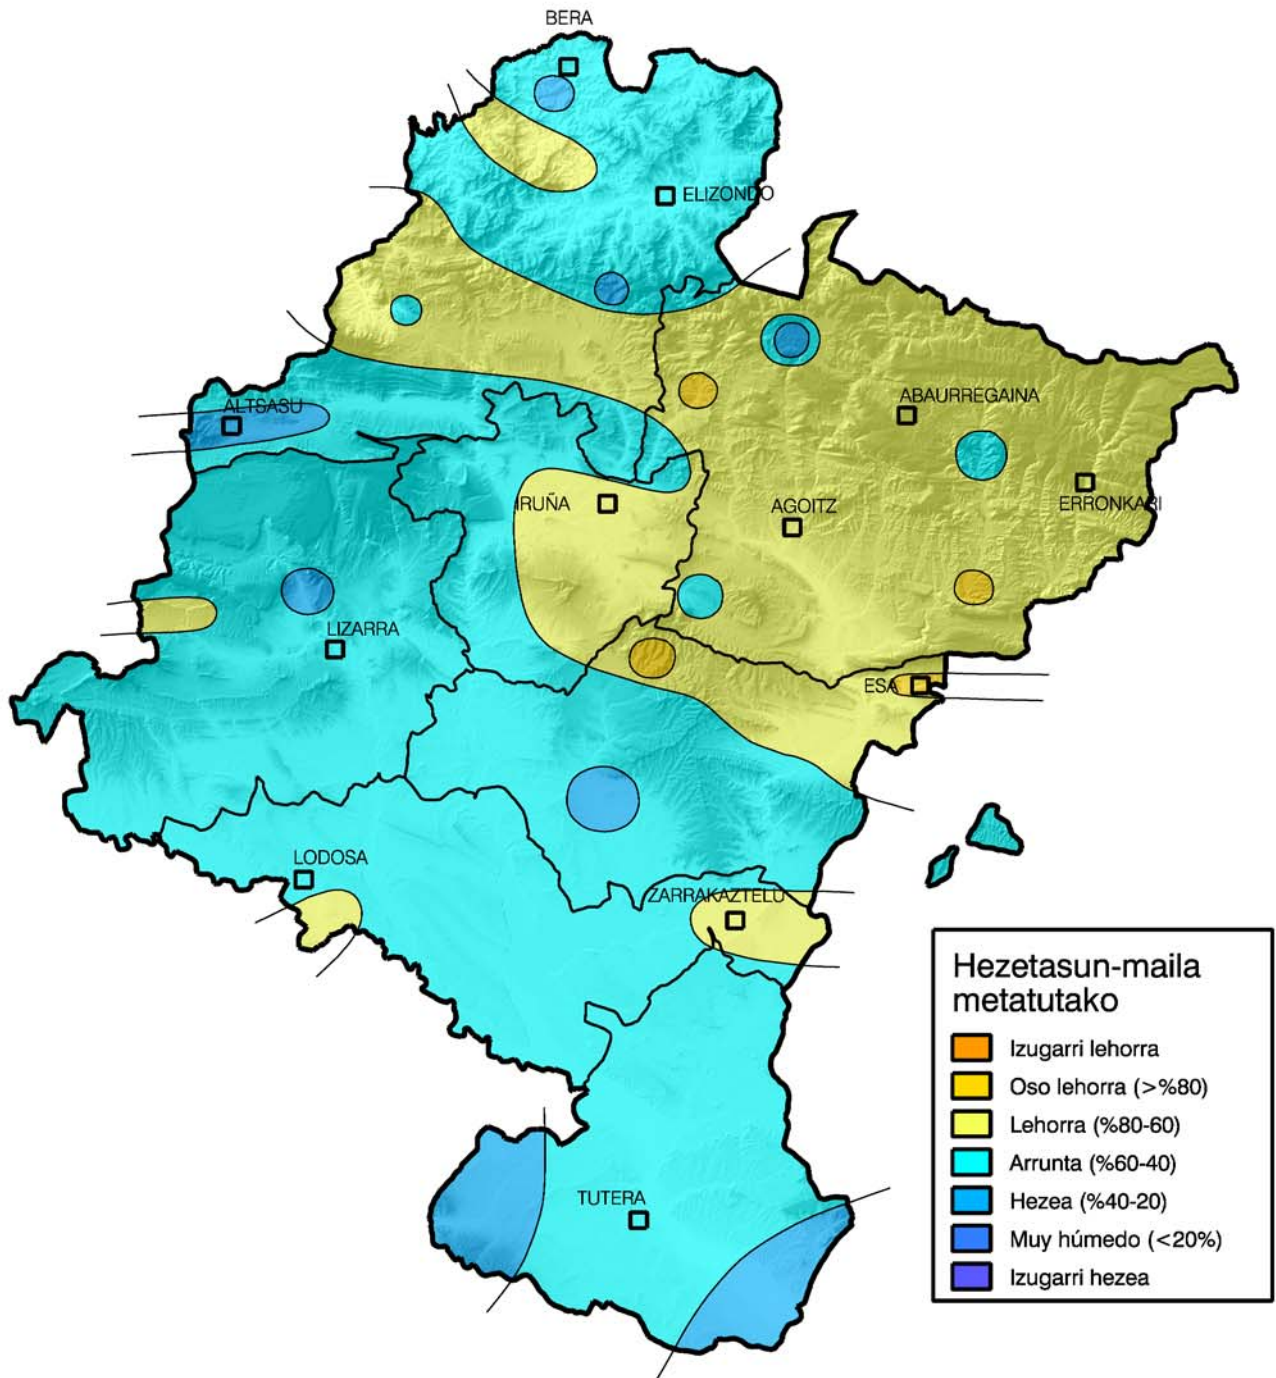 BERA
ELIZONDO
ALTSASU
ABAURREGAINA
IRUÑA
AGOITZ
ERRONKARI
LIZARRA
ESA
LODOSA
ZARRAKAZTELU
TUTERA
Hezetasun-maila
metatutako
Izugarri lehorra
Oso lehorra (>%80)
Lehorra (%80-60)
Arrunta (%60-40)
Hezea (%40-20)
Muy húmedo (<20%)
Izugarri hezea